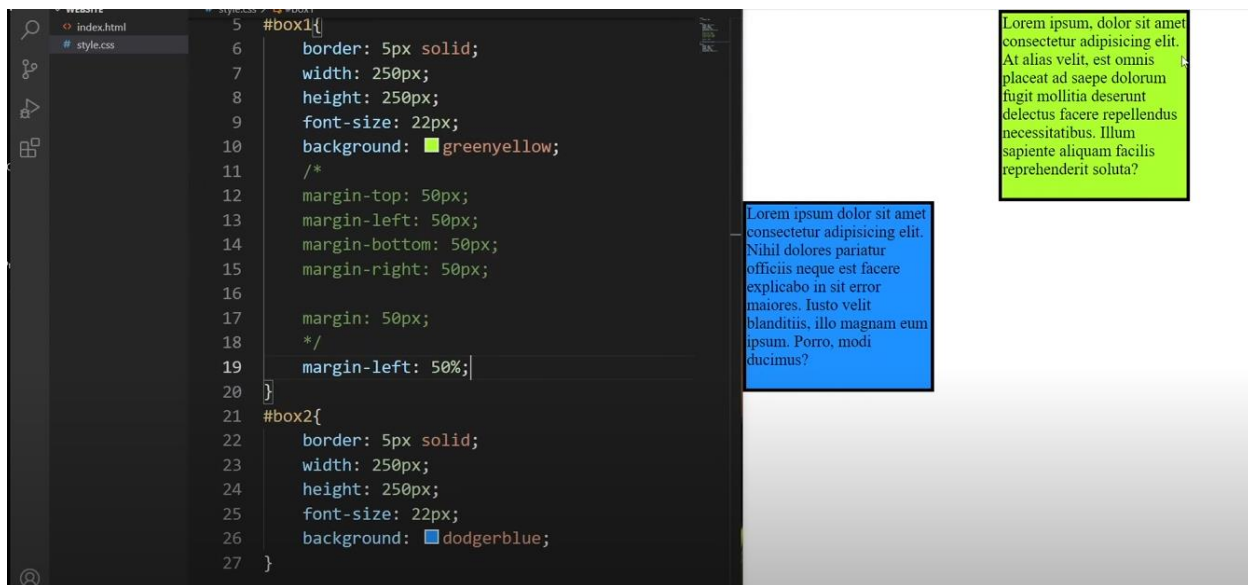 WEBSITE
index.html
style.css
style.css > #box1
5 #box1{
6 border: 5px solid;
7 width: 250px;
8 height: 250px;
9 font-size: 22px;
10 background: greenyellow;
11 /*
12 margin-top: 50px;
13 margin-left: 50px;
14 margin-bottom: 50px;
15 margin-right: 50px;
16
17 margin: 50px;
18 */
19 margin-left: 50%;
20 }
21 #box2{
22 border: 5px solid;
23 width: 250px;
24 height: 250px;
25 font-size: 22px;
26 background: dodgerblue;
27 }
Lorem ipsum, dolor sit amet
consectetur adipisicing elit.
At alias velit, est omnis
placeat ad saepe dolorum
fugit mollitia deserunt
delectus facere repellendus
necessitatibus. Illum
sapiente aliquam facilis
reprehenderit soluta?
Lorem ipsum dolor sit amet
consectetur adipisicing elit.
Nihil dolores pariatur
officiis neque est facere
explicabo in sit error
maiores. Iusto velit
blanditiis, illo magnam eum
ipsum. Porro, modi
ducimus?